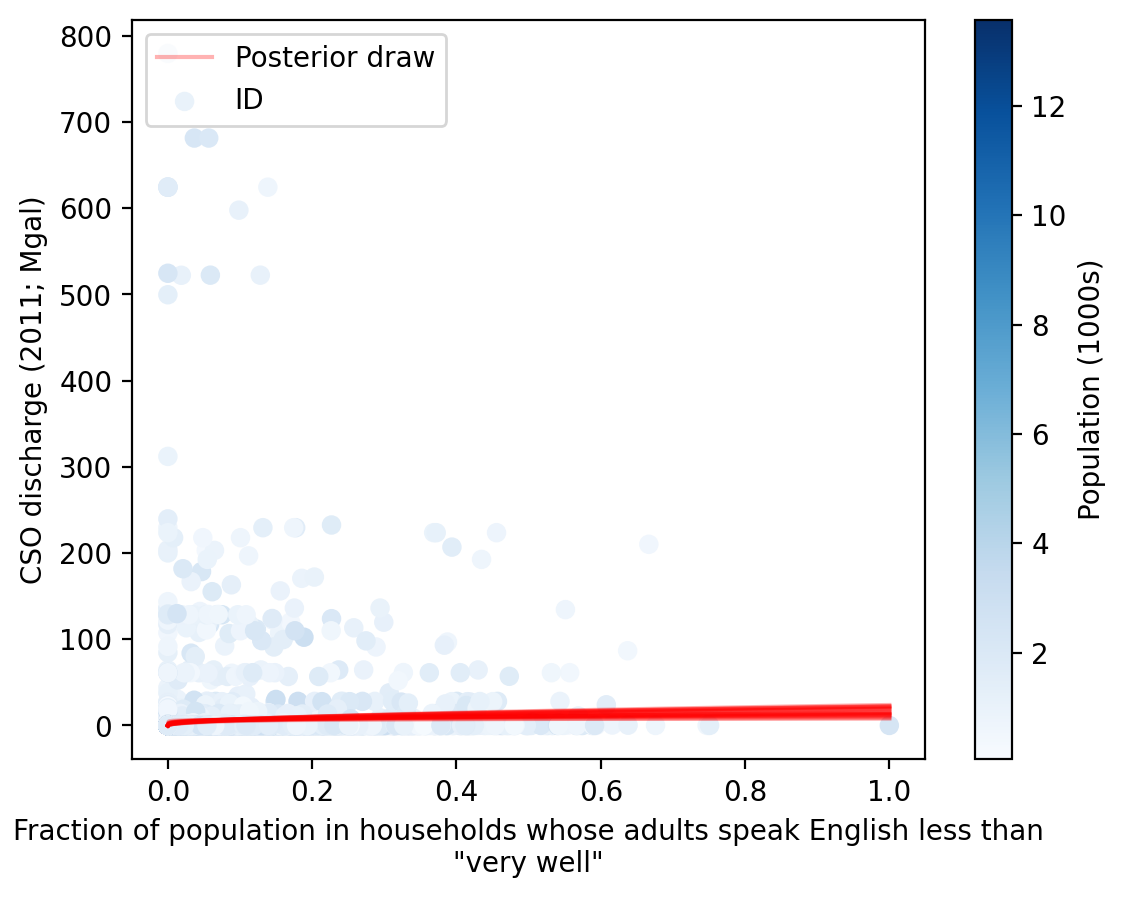 800
700
600
500
400
300
200
100
0
CSO discharge (2011; Mgal)
Posterior draw
ID
0.0 0.2 0.4 0.6 0.8 1.0
Fraction of population in households whose adults speak English less than
"very well"
12
10
8
6
4
2
Population (1000s)